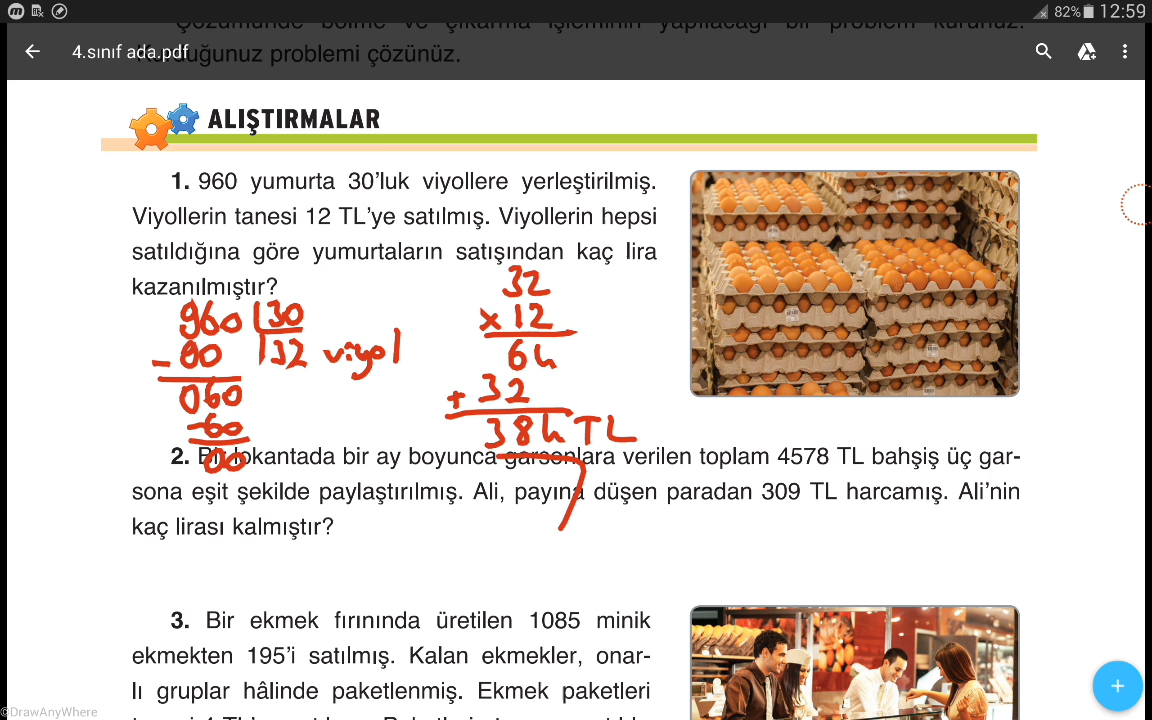 82% 12:59
Çözümünde bölme ve çıkarma işleminin yapılacağı bir problem kurunuz.
4.sınıf ada.pdf
Kurduğunuz problemi çözünüz.
ALIŞTIRMALAR
1. 960 yumurta 30’luk viyollere yerleştirilmiş.
Viyollerin tanesi 12 TL’ye satılmış. Viyollerin hepsi
satıldığına göre yumurtaların satışından kaç lira
kazanılmıştır?
960 30
- 90 32 viyol
060
-60
00
32
x 12
64
+ 32
384 TL
2. Bir lokantada bir ay boyunca garsonlara verilen toplam 4578 TL bahşiş üç gar-
sona eşit şekilde paylaştırılmış. Ali, payına düşen paradan 309 TL harcamış. Ali’nin
kaç lirası kalmıştır?
3. Bir ekmek fırınında üretilen 1085 minik
ekmekten 195’i satılmış. Kalan ekmekler, onar-
lı gruplar hâlinde paketlenmiş. Ekmek paketleri
©DrawAnyWhere